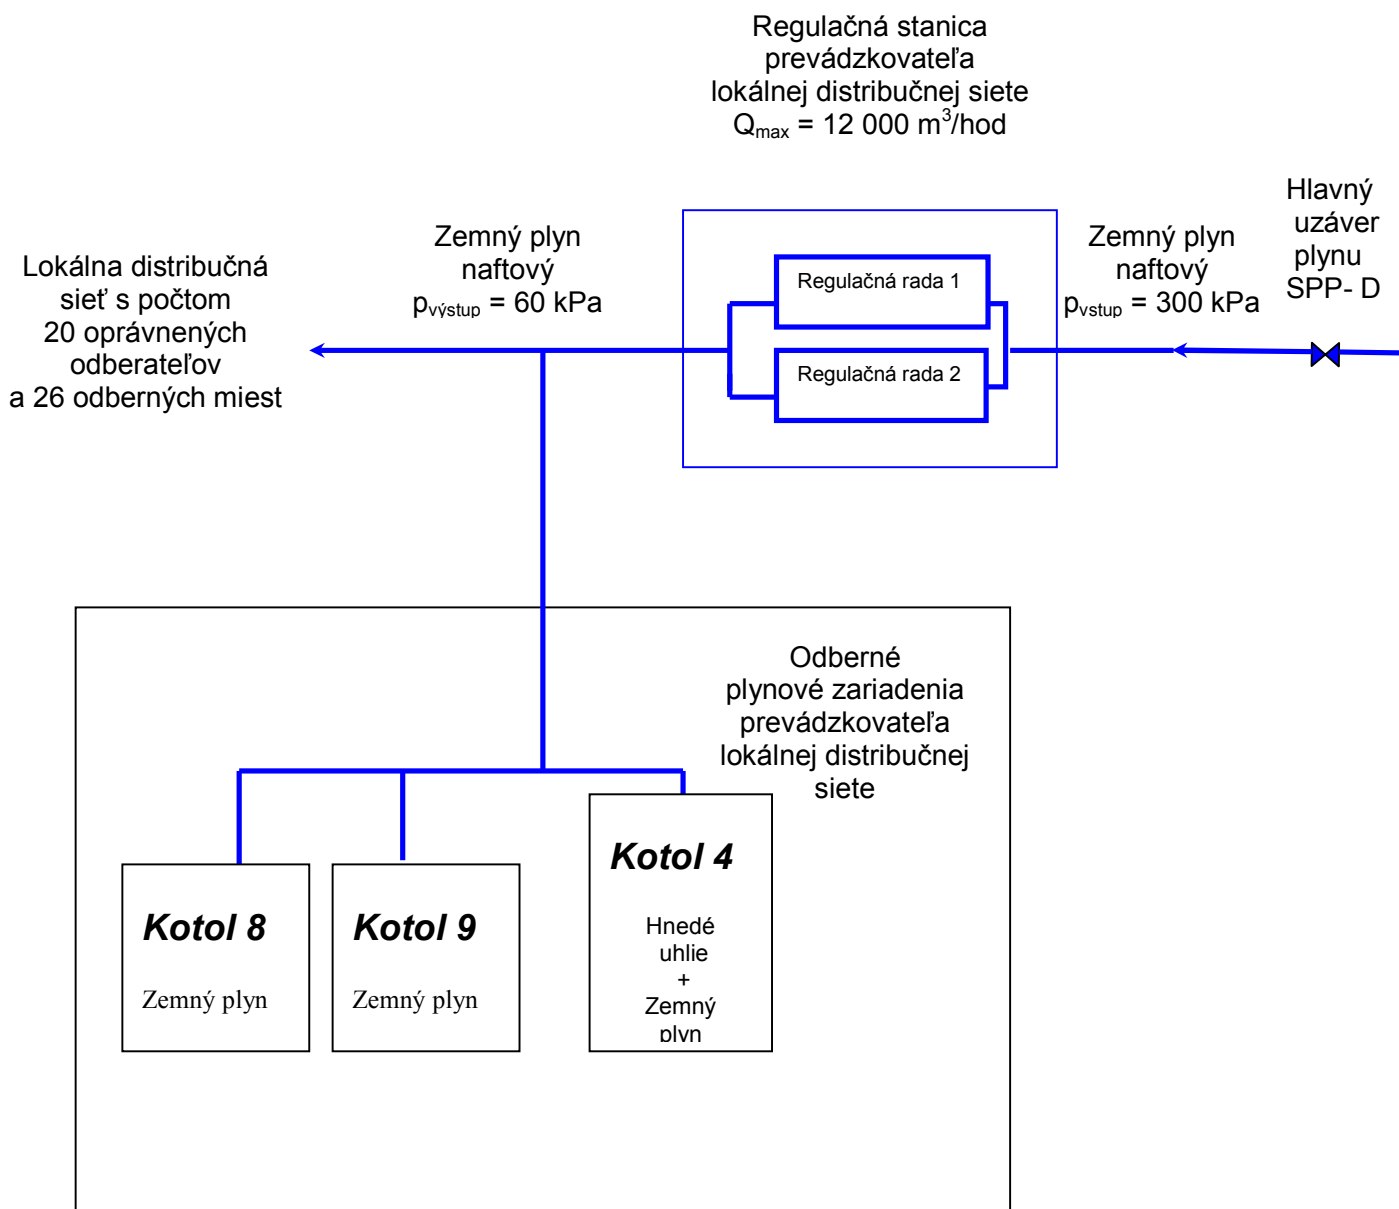 Regulačná stanica
prevádzkovateľa
lokálnej distribučnej siete
Qmax = 12 000 m³/hod
Hlavný
uzáver
plynu
SPP- D
Zemný plyn
naftový
pvstup = 300 kPa
Regulačná rada 1
Regulačná rada 2
Zemný plyn
naftový
pvýstup = 60 kPa
Lokálna distribučná
sieť s počtom
20 oprávnených
odberateľov
a 26 odberných miest
Odberné
plynové zariadenia
prevádzkovateľa
lokálnej distribučnej
siete
Kotol 8
Zemný plyn
Kotol 9
Zemný plyn
Kotol 4
Hnedé
uhlie
+
Zemný
plyn